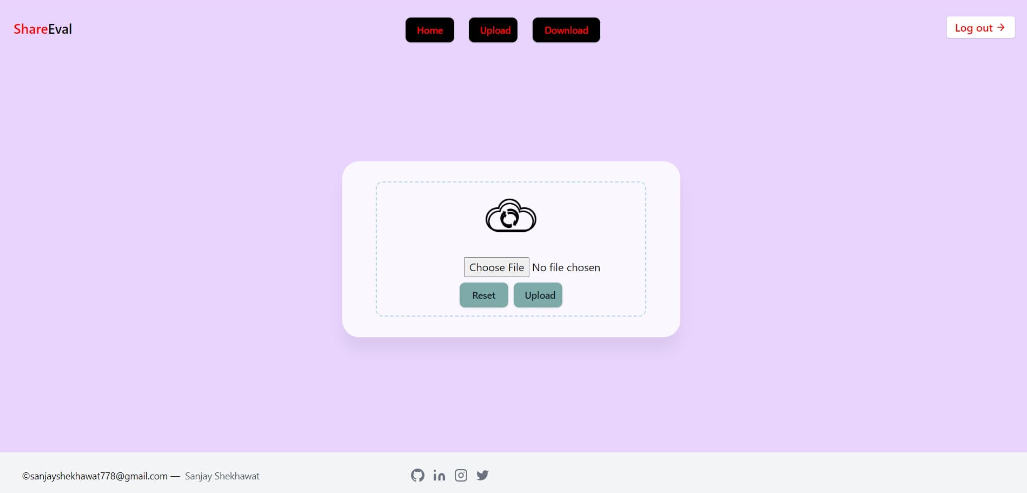 ShareEval
Home Upload Download
Log out →
Choose File No file chosen
Reset Upload
©sanjayshekhawat778@gmail.com — Sanjay Shekhawat